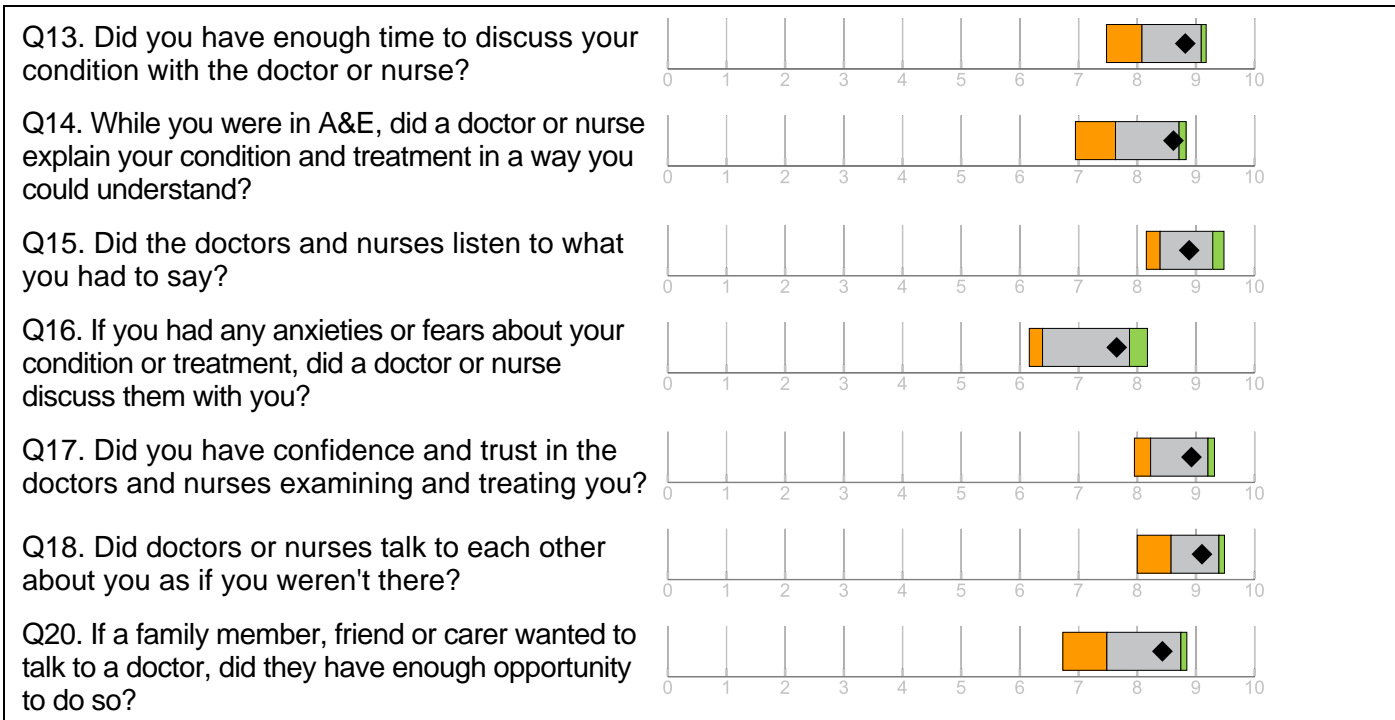 Q13. Did you have enough time to discuss your
condition with the doctor or nurse?
0 1 2 3 4 5 6 7 8 9 10
Q14. While you were in A&E, did a doctor or nurse
explain your condition and treatment in a way you
could understand?
0 1 2 3 4 5 6 7 8 9 10
Q15. Did the doctors and nurses listen to what
you had to say?
0 1 2 3 4 5 6 7 8 9 10
Q16. If you had any anxieties or fears about your
condition or treatment, did a doctor or nurse
discuss them with you?
0 1 2 3 4 5 6 7 8 9 10
Q17. Did you have confidence and trust in the
doctors and nurses examining and treating you?
0 1 2 3 4 5 6 7 8 9 10
Q18. Did doctors or nurses talk to each other
about you as if you weren't there?
0 1 2 3 4 5 6 7 8 9 10
Q20. If a family member, friend or carer wanted to
talk to a doctor, did they have enough opportunity
to do so?
0 1 2 3 4 5 6 7 8 9 10